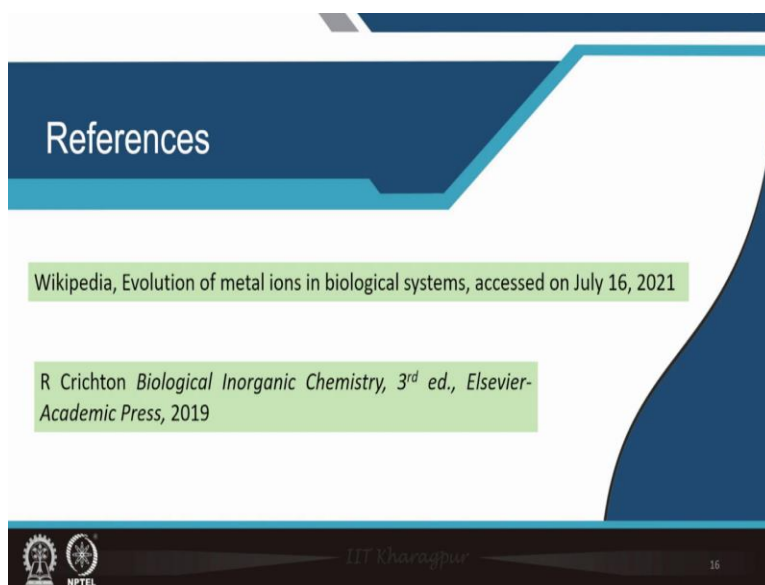 References
Wikipedia, Evolution of metal ions in biological systems, accessed on July 16, 2021
R Crichton Biological Inorganic Chemistry, 3rd ed., Elsevier-
Academic Press, 2019
IIT Kharagpur
NPTEL
16